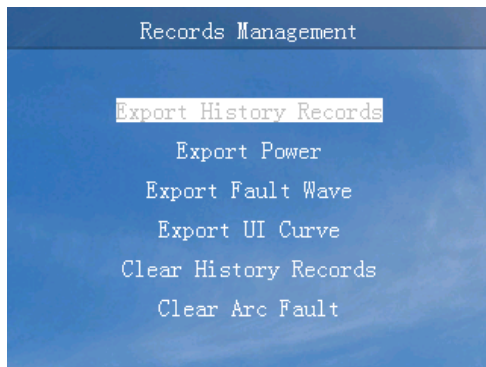 Records Management
Export History Records
Export Power
Export Fault Wave
Export UI Curve
Clear History Records
Clear Arc Fault